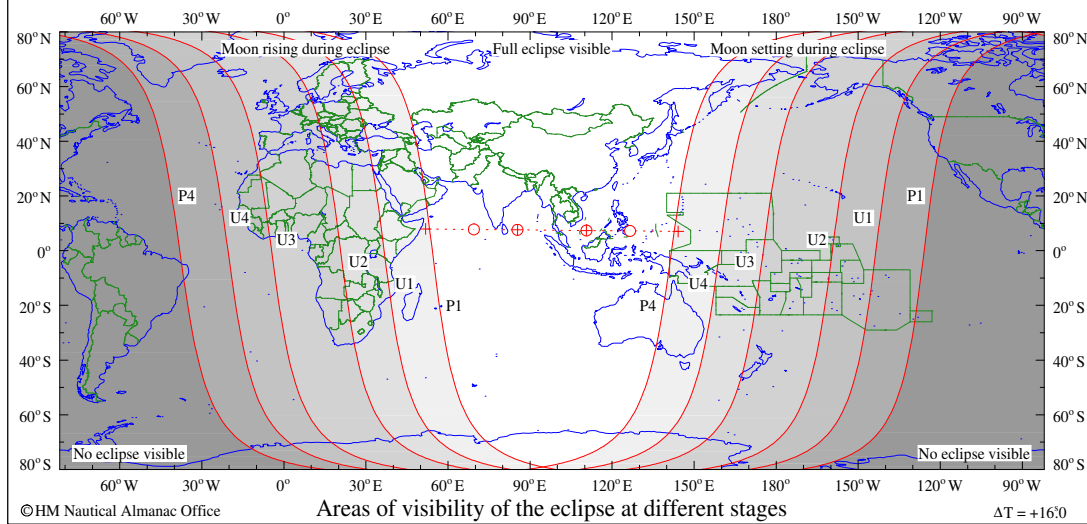 60° W 30° W 0° 30° E 60° E 90° E 120° E 150° E 180° 150° W 120° W 90° W
80° N Moon rising during eclipse Full eclipse visible Moon setting during eclipse 80° N
60° N 60° N
40° N 40° N
20° N P4 U4 U3 U2 U1 P1 20° N
0° U2 U1 P1 P4 U4 U3 0°
20° S 20° S
40° S 40° S
60° S 60° S
No eclipse visible No eclipse visible
80° S 80° S
60° W 30° W 0° 30° E 60° E 90° E 120° E 150° E 180° 150° W 120° W 90° W
© HM Nautical Almanac Office Areas of visibility of the eclipse at different stages ΔT = +16ˢ.0